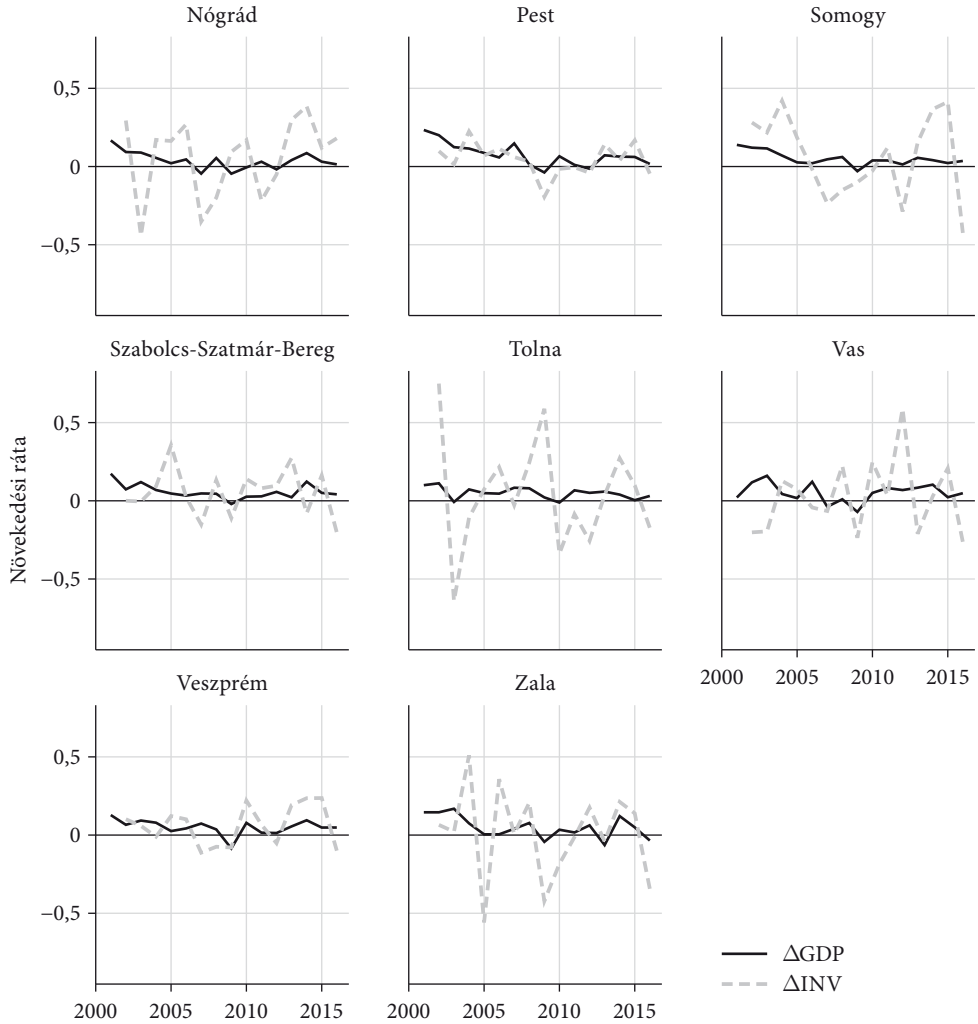 Nógrád Pest Somogy
0,5
0
−0,5
Szabolcs-Szatmár-Bereg Tolna Vas
Növekedési ráta
0,5
0
−0,5
2000 2005 2010 2015
Veszprém Zala
0,5
0
−0,5
ΔGDP
ΔINV
2000 2005 2010 2015 2000 2005 2010 2015